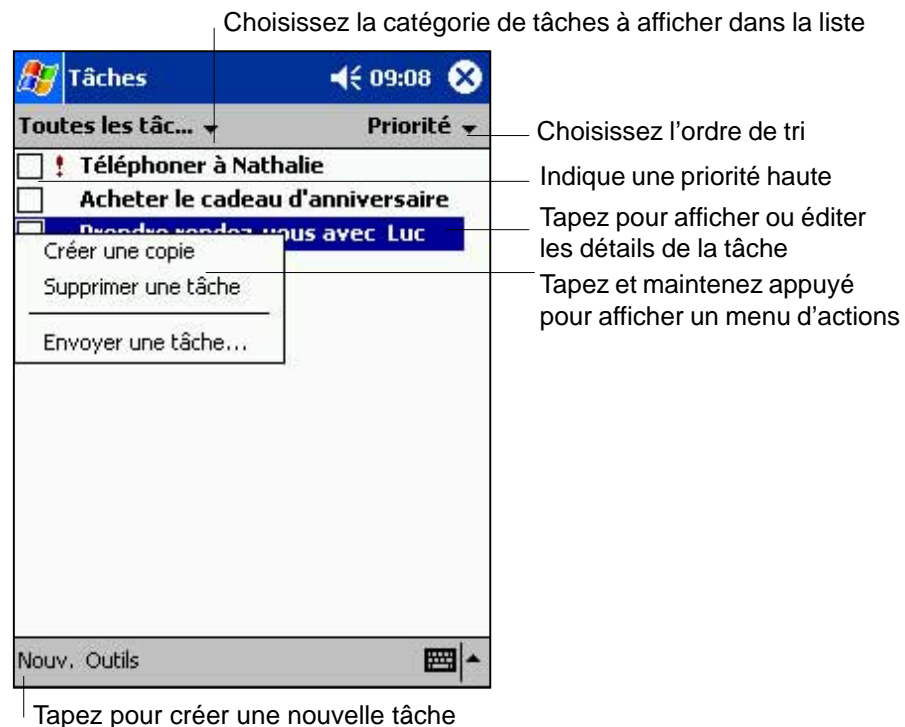 Choisissez la catégorie de tâches à afficher dans la liste
Tâches 09:08
Toutes les tâc... Priorité
Choisissez l’ordre de tri
! Téléphoner à Nathalie
Indique une priorité haute
Acheter le cadeau d'anniversaire
Prendre rendez-vous avec Luc
Tapez pour afficher ou éditer
les détails de la tâche
Créer une copie
Supprimer une tâche
Envoyer une tâche...
Tapez et maintenez appuyé
pour afficher un menu d’actions
Nouv. Outils
Tapez pour créer une nouvelle tâche